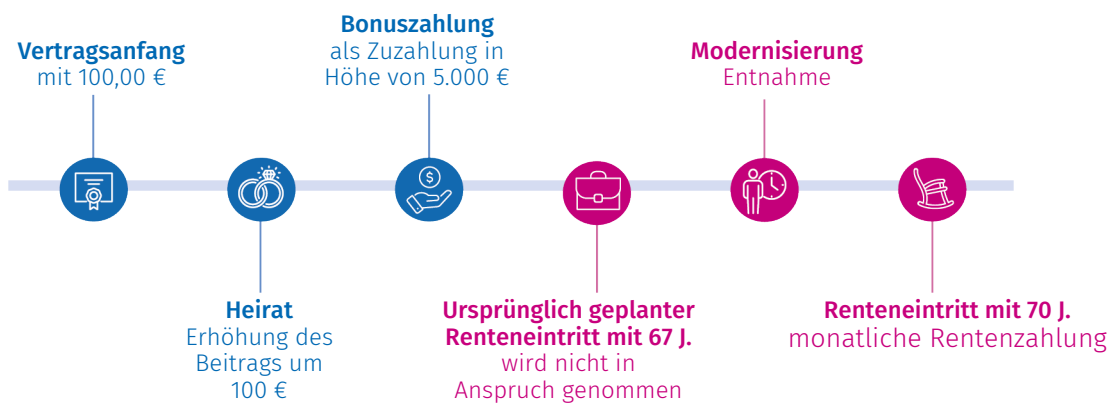 Vertragsanfang
mit 100,00 €
Heirat
Erhöhung des
Beitrags um
100 €
Bonuszahlung
als Zuzahlung in
Höhe von 5.000 €
$
Ursprünglich geplanter
Renteneintritt mit 67 J.
wird nicht in
Anspruch genommen
Modernisierung
Entnahme
Renteneintritt mit 70 J.
monatliche Rentenzahlung